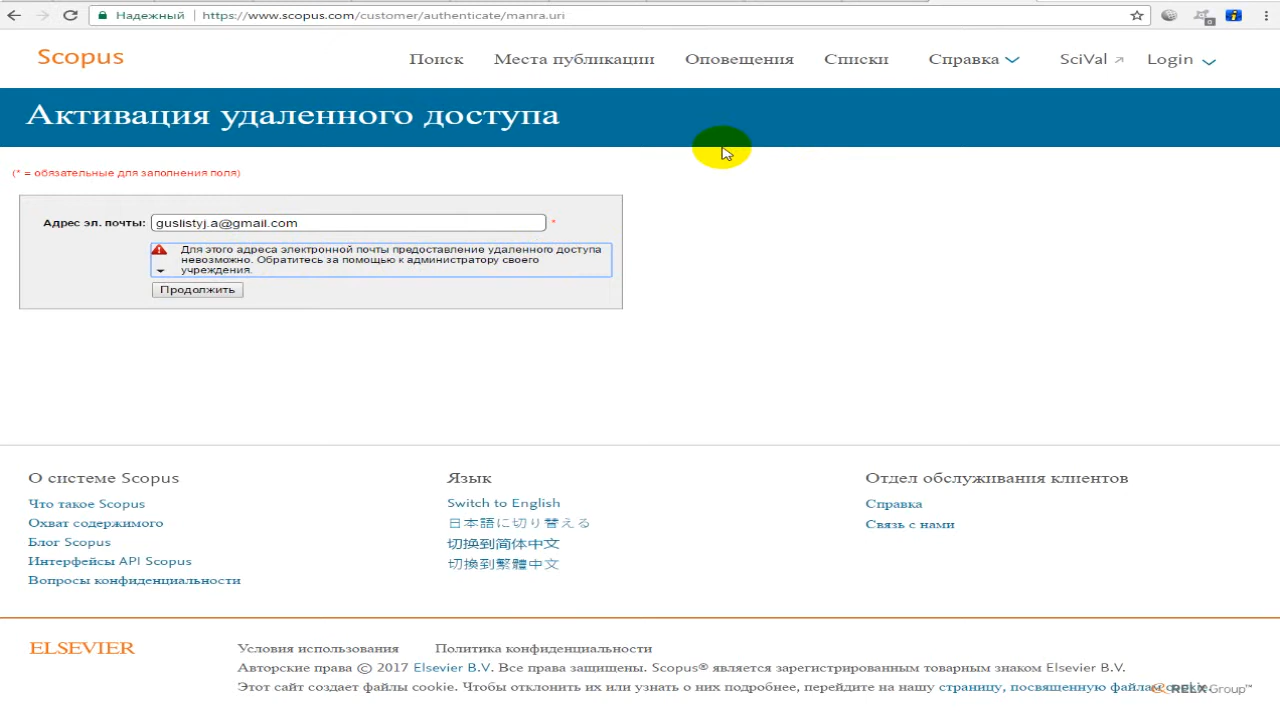 Надежный https://www.scopus.com/customer/authenticate/manra.uri
Scopus Поиск Места публикации Оповещения Списки Справка SciVal Login
Активация удаленного доступа
(* = обязательные для заполнения поля)
Адрес эл. почты: guslistyj.a@gmail.com *
Для этого адреса электронной почты предоставление удаленного доступа
невозможно. Обратитесь за помощью к администратору своего
учреждения.
Продолжить
О системе Scopus
Что такое Scopus
Охват содержимого
Блог Scopus
Интерфейсы API Scopus
Вопросы конфиденциальности
Язык
Switch to English
日本語に切り替える
切换到简体中文
切換到繁體中文
Отдел обслуживания клиентов
Справка
Связь с нами
ELSEVIER
Условия использования Политика конфиденциальности
Авторские права © 2017 Elsevier B.V. Все права защищены. Scopus® является зарегистрированным товарным знаком Elsevier B.V.
Этот сайт создает файлы cookie. Чтобы отклонить их или узнать о них подробнее, перейдите на нашу страницу, посвященную файлам cookie.
RELX Group™